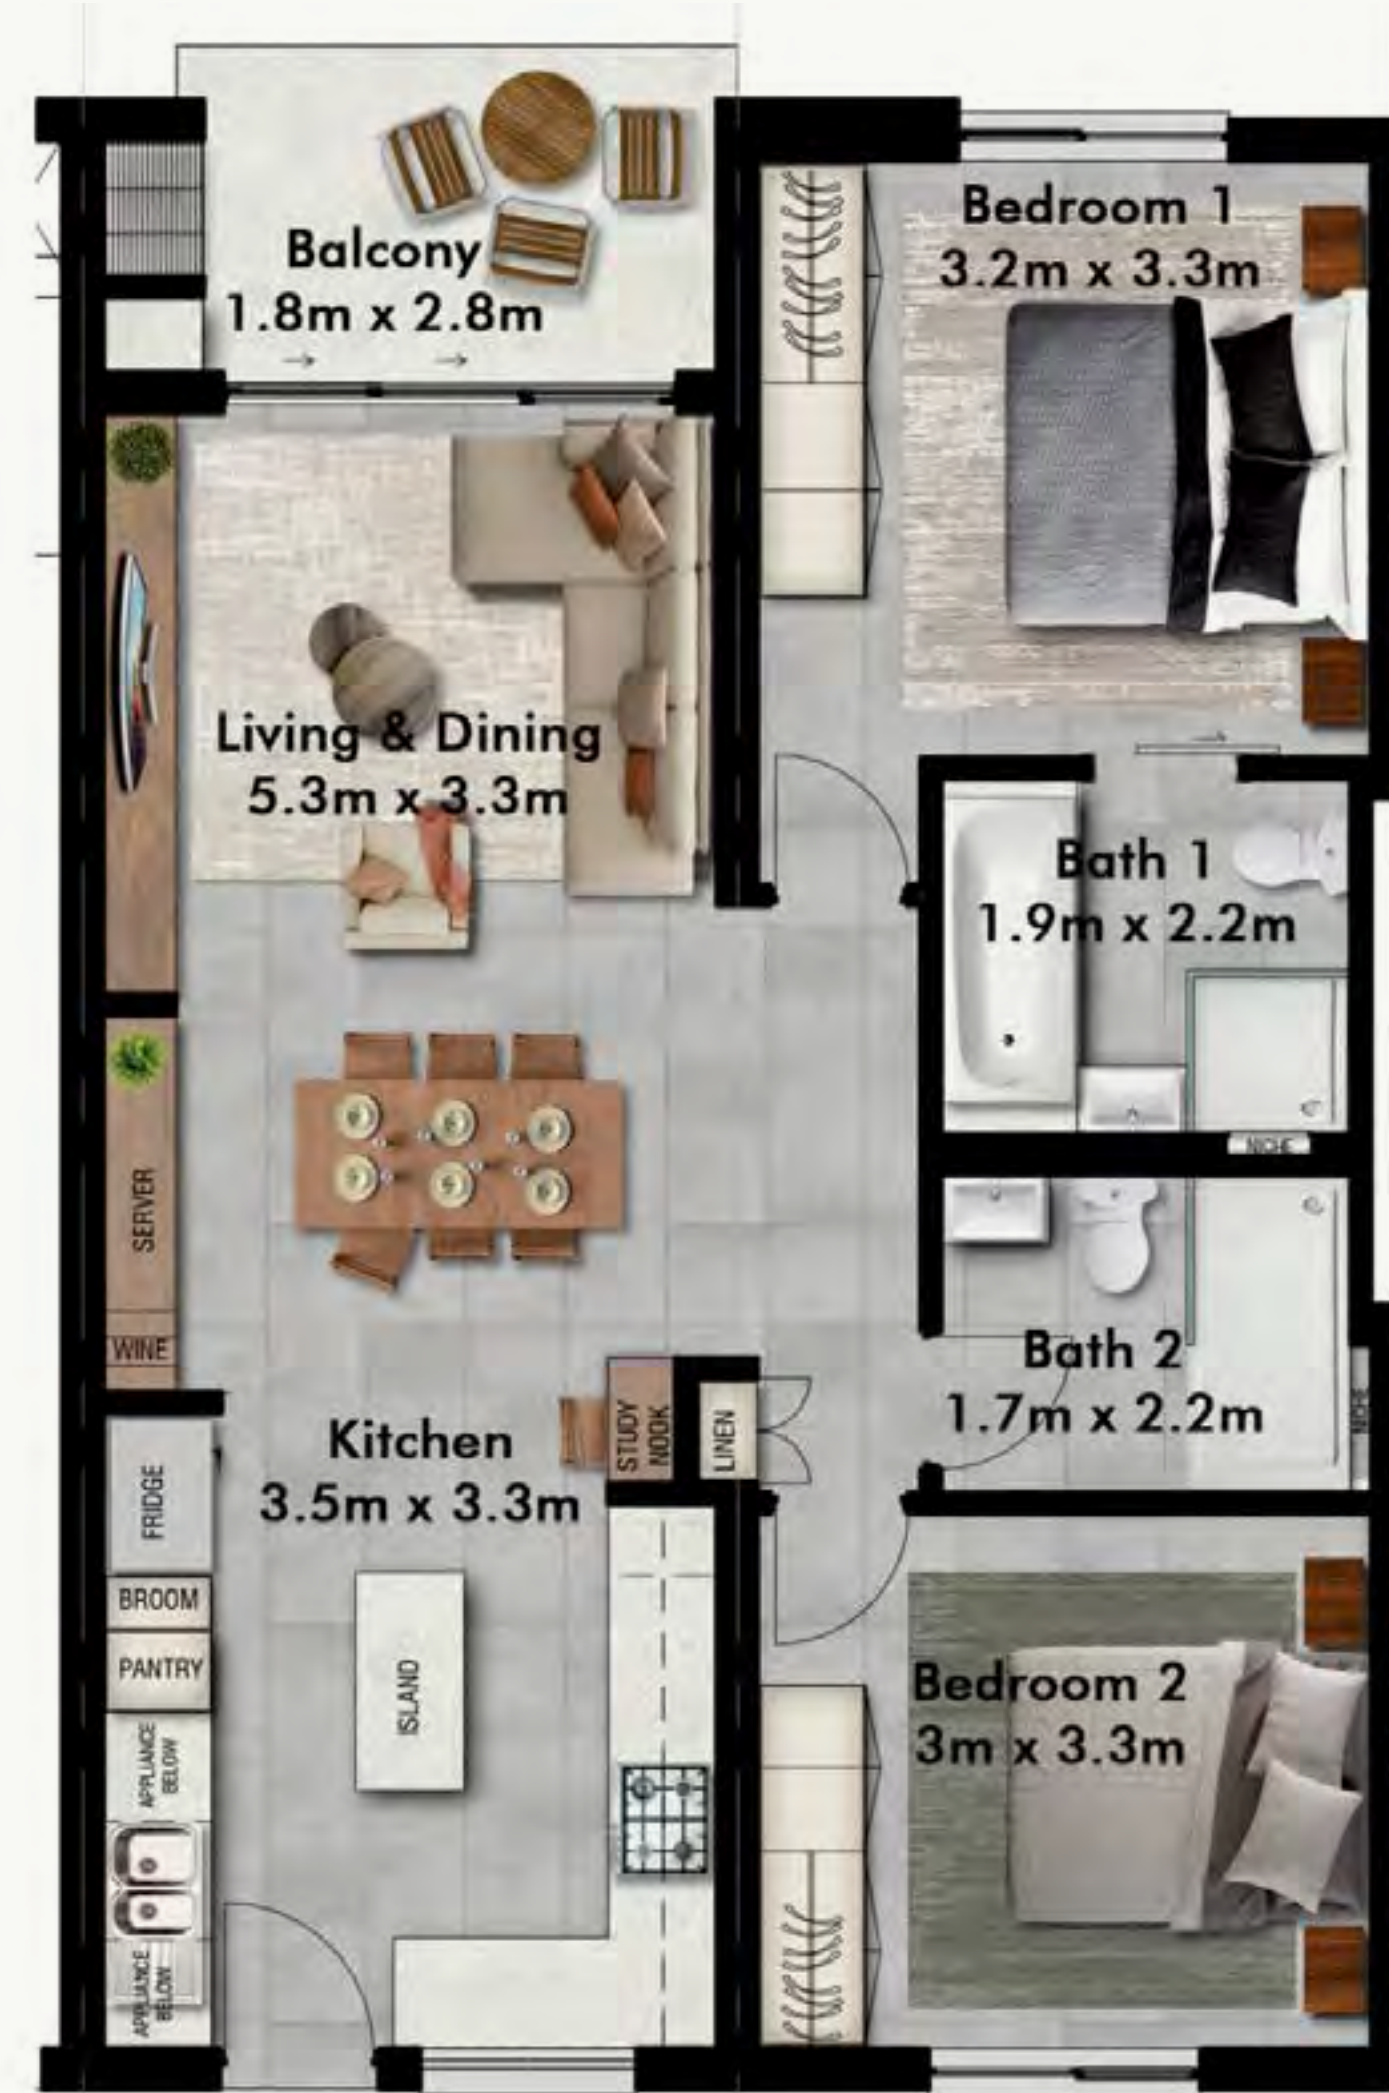 Balcony
1.8m x 2.8m
Bedroom 1
3.2m x 3.3m
Living & Dining
5.3m x 3.3m
Bath 1
1.9m x 2.2m
NICHE
SERVER
WINE
Bath 2
1.7m x 2.2m
NICHE
Kitchen
3.5m x 3.3m
STUDY
NOOK
LINEN
FRIDGE
BROOM
PANTRY
ISLAND
APPLIANCE
BELOW
APPLIANCE
BELOW
Bedroom 2
3m x 3.3m